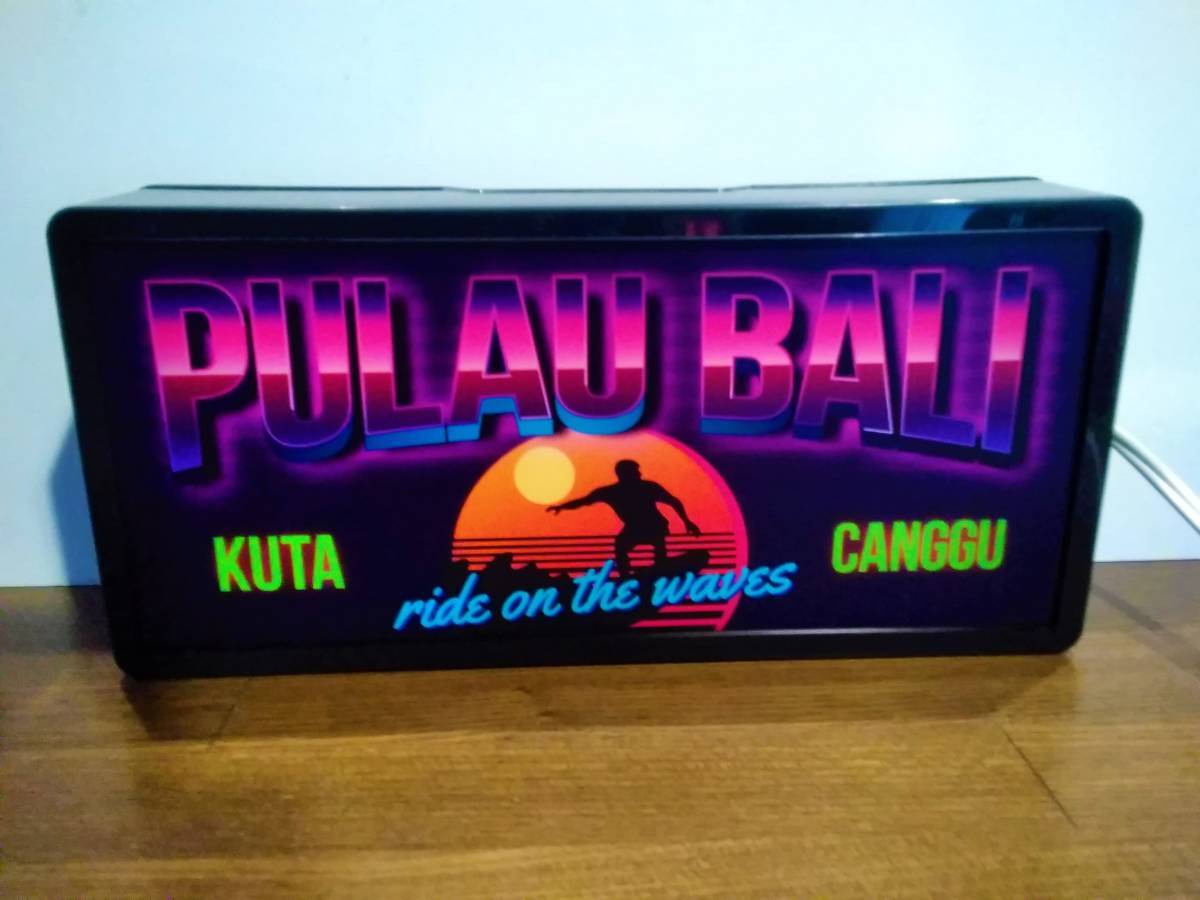 PULAU BALI
KUTA
CANGGU
ride on the waves